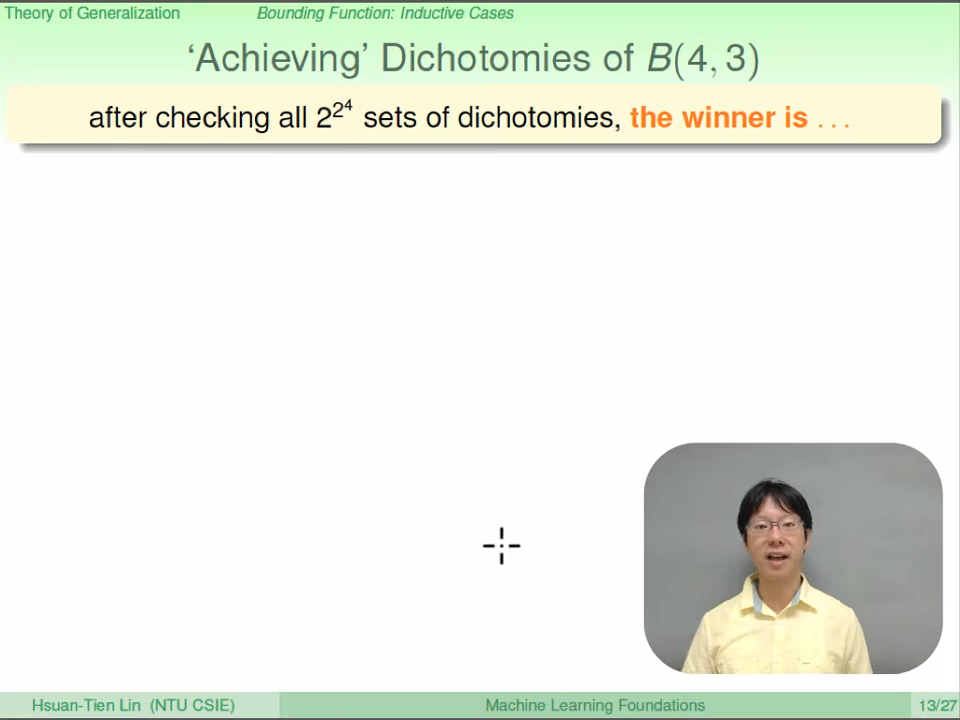 Theory of Generalization Bounding Function: Inductive Cases
‘Achieving’ Dichotomies of B(4, 3)
after checking all 2^{2^4} sets of dichotomies, the winner is . . .
Hsuan-Tien Lin (NTU CSIE) Machine Learning Foundations 13/27